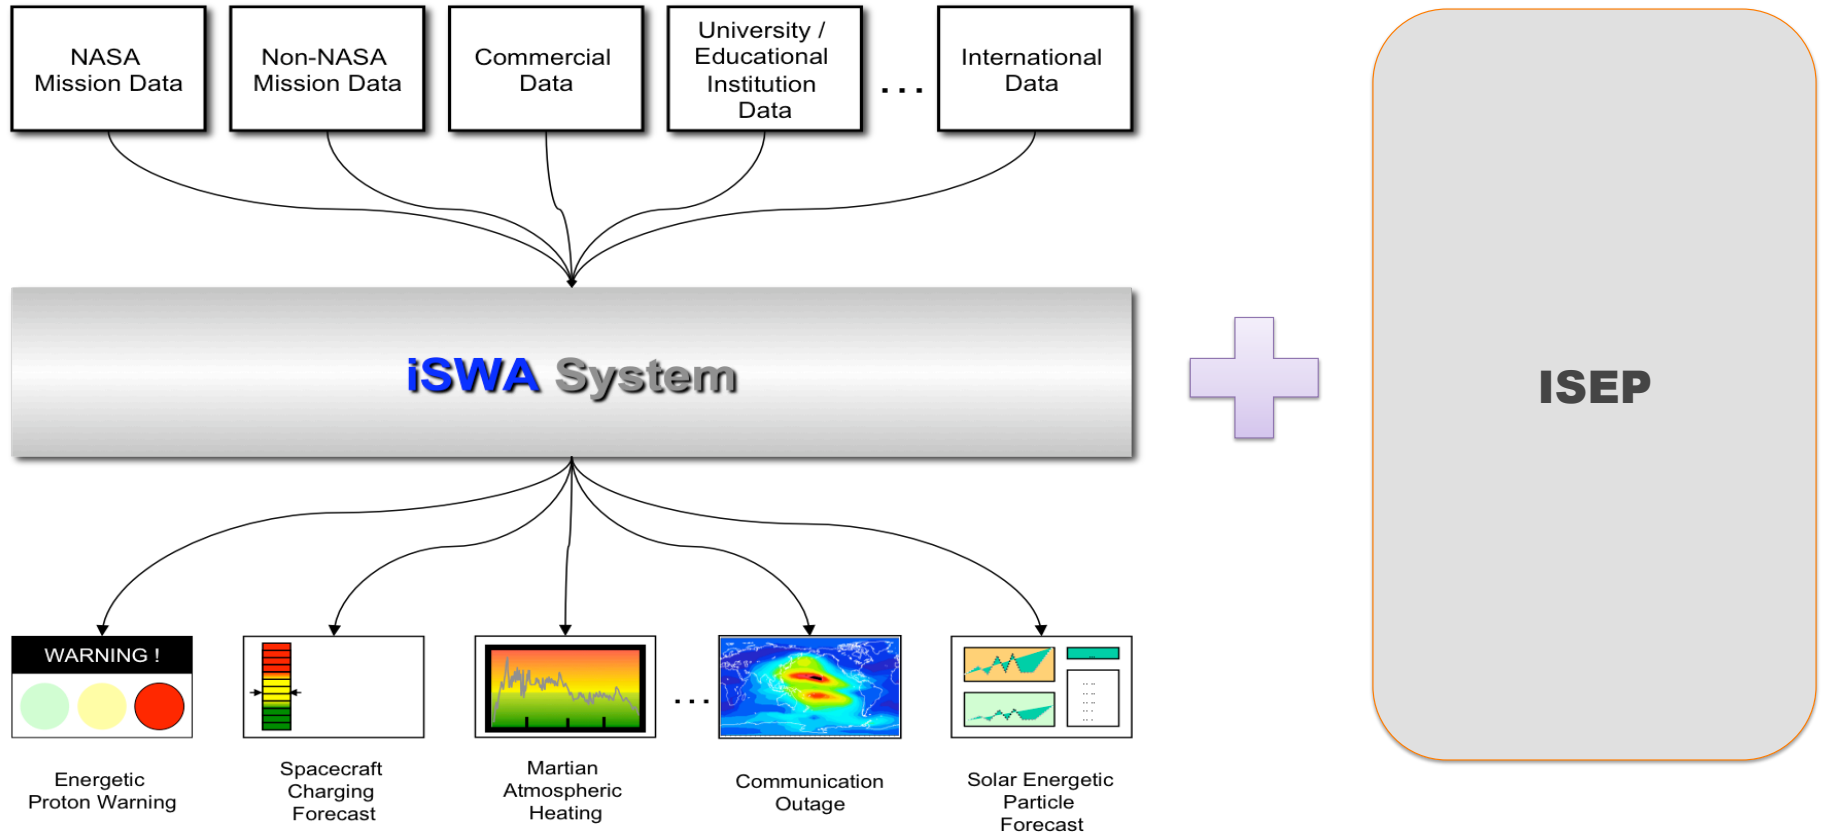 NASA
Mission Data
Non-NASA
Mission Data
Commercial
Data
University /
Educational
Institution
Data
...
International
Data
iSWA System
ISEP
WARNING !
Energetic
Proton Warning
Spacecraft
Charging
Forecast
Martian
Atmospheric
Heating
...
Communication
Outage
Solar Energetic
Particle
Forecast